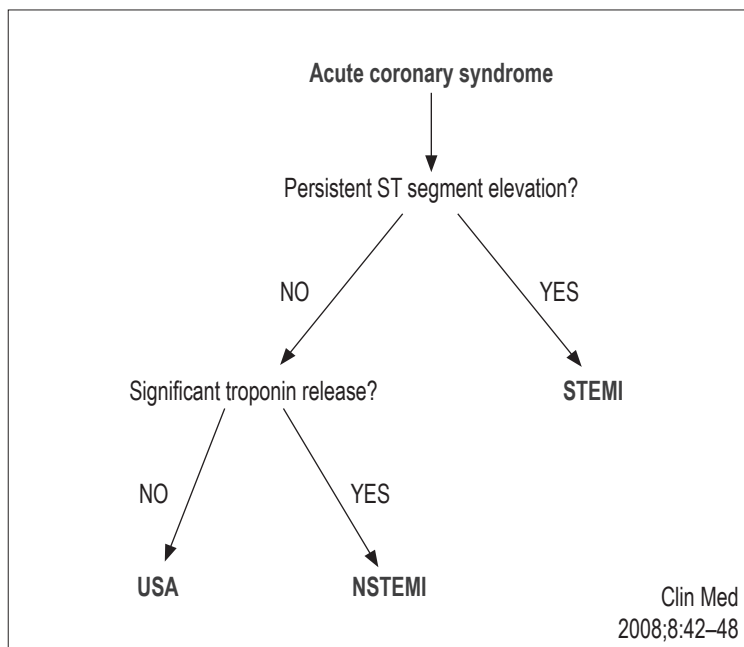 Acute coronary syndrome
Persistent ST segment elevation?
NO
YES
Significant troponin release?
STEMI
NO
YES
USA
NSTEMI
Clin Med
2008;8:42–48